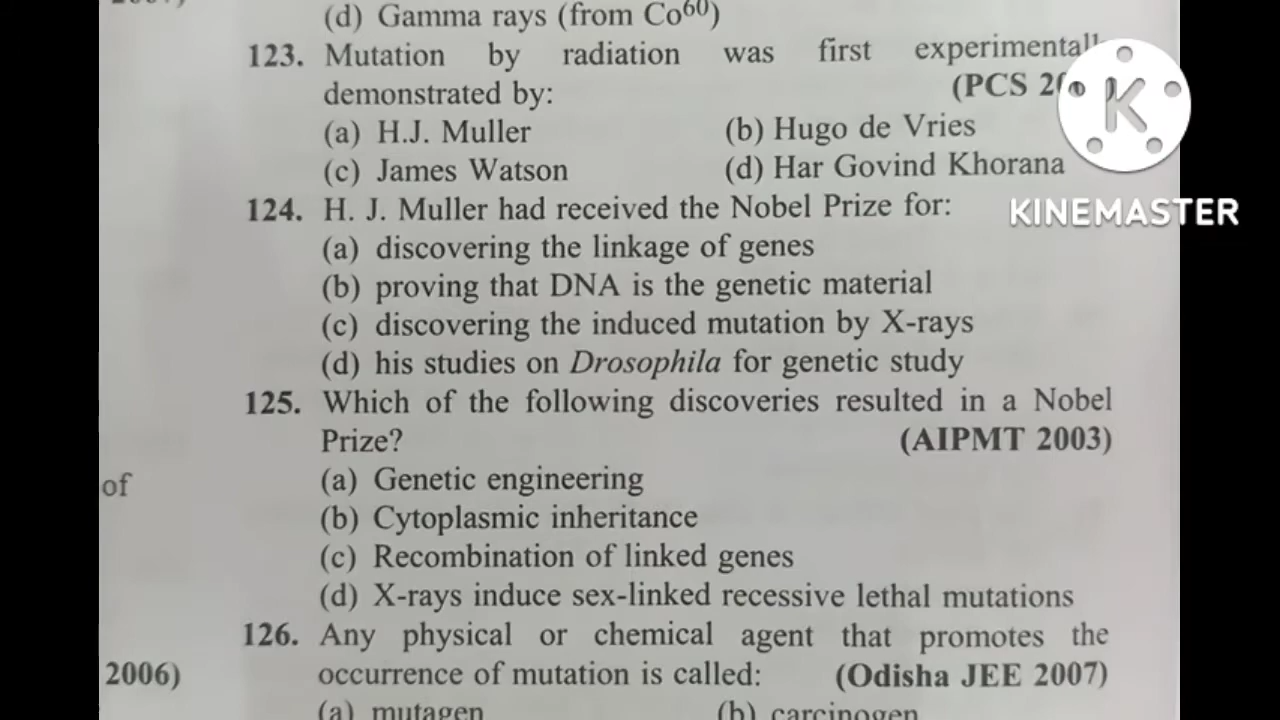 (d) Gamma rays (from Co⁶⁰)
123. Mutation by radiation was first
demonstrated by: (PCS
(a) H.J. Muller (b) Hugo de Vries
(c) James Watson (d) Har Govind Khorana
124. H. J. Muller had received the Nobel Prize for:
KINEMASTER
(a) discovering the linkage of genes
(b) proving that DNA is the genetic material
(c) discovering the induced mutation by X-rays
(d) his studies on Drosophila for genetic study
125. Which of the following discoveries resulted in a Nobel
Prize? (AIPMT 2003)
(a) Genetic engineering
of
(b) Cytoplasmic inheritance
(c) Recombination of linked genes
(d) X-rays induce sex-linked recessive lethal mutations
126. Any physical or chemical agent that promotes the
2006)
occurrence of mutation is called: (Odisha JEE 2007)
(a) mutagen (b) carcinogen